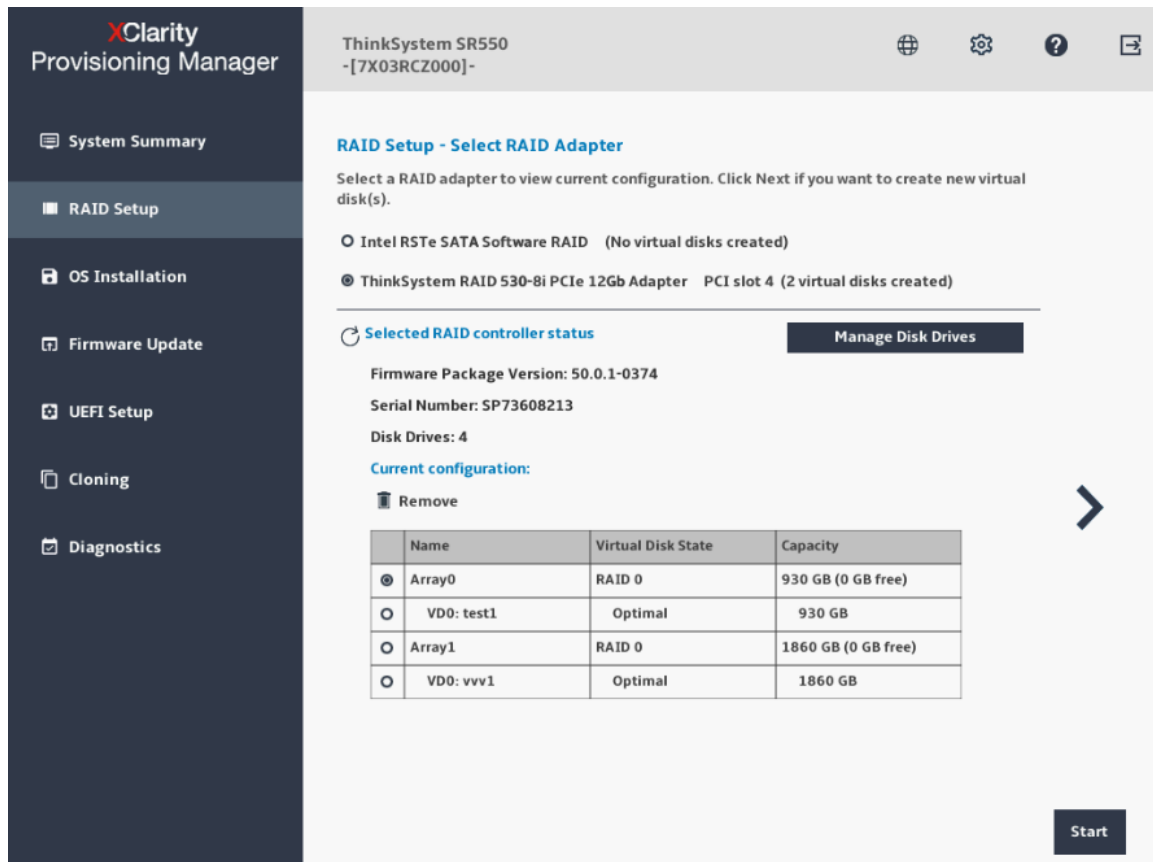 XClarity
Provisioning Manager
ThinkSystem SR550
-[7X03RCZ000]-
System Summary
RAID Setup
OS Installation
Firmware Update
UEFI Setup
Cloning
Diagnostics
RAID Setup - Select RAID Adapter
Select a RAID adapter to view current configuration. Click Next if you want to create new virtual
disk(s).
Intel RSTe SATA Software RAID (No virtual disks created)
ThinkSystem RAID 530-8i PCIe 12Gb Adapter PCI slot 4 (2 virtual disks created)
Selected RAID controller status
Manage Disk Drives
Firmware Package Version: 50.0.1-0374
Serial Number: SP73608213
Disk Drives: 4
Current configuration:
Remove
Name Virtual Disk State Capacity
Array0 RAID 0 930 GB (0 GB free)
VD0: test1 Optimal 930 GB
Array1 RAID 0 1860 GB (0 GB free)
VD0: vvv1 Optimal 1860 GB
Start